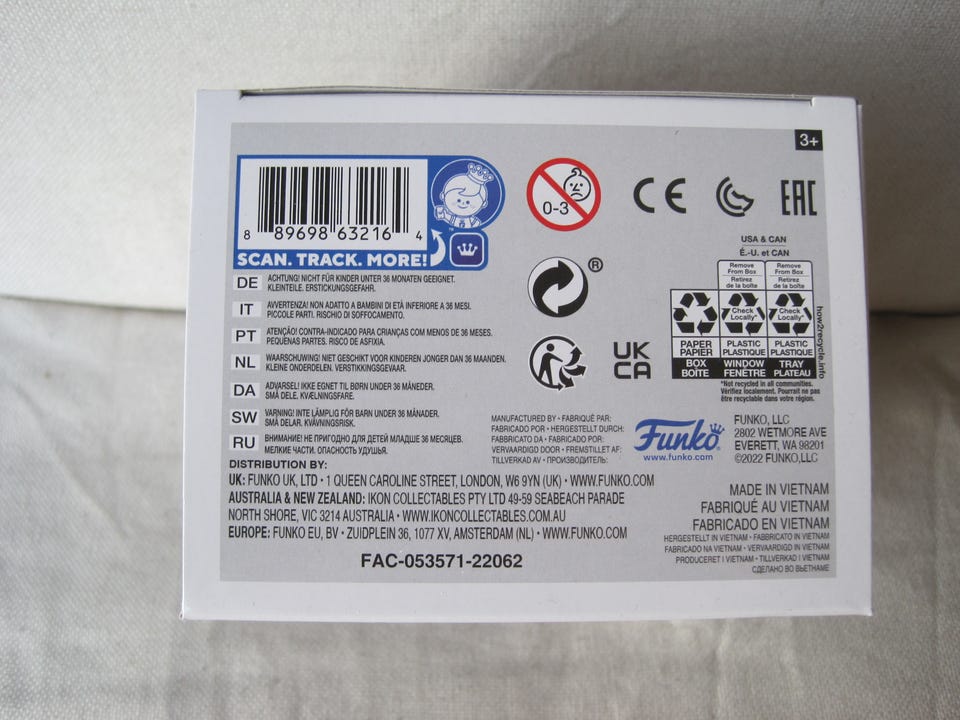 3+
8 89698 63216 4
SCAN. TRACK. MORE!
0-3
CE
EAC
®
UK
CA
USA & CAN
É.-U. et CAN
Remove From Box
Retirez de la boîte
Remove From Box
Retirez de la boîte
Check Locally*
Check Locally*
PAPER
PAPIER
BOX
BOÎTE
PLASTIC
PLASTIQUE
WINDOW
FENÊTRE
PLASTIC
PLASTIQUE
TRAY
PLATEAU
*Not recycled in all communities.
Vérifiez localement. Pourrait ne pas
être recyclable dans votre région.
how2recycle.info
DE ACHTUNG! NICHT FÜR KINDER UNTER 36 MONATEN GEEIGNET.
KLEINTEILE. ERSTICKUNGSGEFAHR.
IT AVVERTENZA! NON ADATTO A BAMBINI DI ETÀ INFERIORE A 36 MESI.
PICCOLE PARTI. RISCHIO DI SOFFOCAMENTO.
PT ATENÇÃO! CONTRA-INDICADO PARA CRIANÇAS COM MENOS DE 36 MESES.
PEQUENAS PARTES. RISCO DE ASFIXIA.
NL WAARSCHUWING! NIET GESCHIKT VOOR KINDEREN JONGER DAN 36 MAANDEN.
KLEINE ONDERDELEN. VERSTIKKINGSGEVAAR.
DA ADVARSEL! IKKE EGNET TIL BØRN UNDER 36 MÅNEDER.
SMÅ DELE. KVÆLNINGSFARE.
SW VARNING! INTE LÄMPLIG FÖR BARN UNDER 36 MÅNADER.
SMÅ DELAR. KVÄVNINGSRISK.
RU ВНИМАНИЕ! НЕ ПРИГОДНО ДЛЯ ДЕТЕЙ МЛАДШЕ 36 МЕСЯЦЕВ.
МЕЛКИЕ ЧАСТИ. ОПАСНОСТЬ УДУШЬЯ.
MANUFACTURED BY • FABRIQUÉ PAR:
FABRICADO POR • HERGESTELLT DURCH:
FABBRICATO DA • FABRICADO POR:
VERVAARDIGD DOOR • FREMSTILLET AF:
TILLVERKAD AV • ПРОИЗВОДИТЕЛЬ:
Funko
www.funko.com
FUNKO, LLC
2802 WETMORE AVE
EVERETT, WA 98201
©2022 FUNKO,LLC
DISTRIBUTION BY:
UK: FUNKO UK, LTD • 1 QUEEN CAROLINE STREET, LONDON, W6 9YN (UK) • WWW.FUNKO.COM
AUSTRALIA & NEW ZEALAND: IKON COLLECTABLES PTY LTD 49-59 SEABEACH PARADE
NORTH SHORE, VIC 3214 AUSTRALIA • WWW.IKONCOLLECTABLES.COM.AU
EUROPE: FUNKO EU, BV • ZUIDPLEIN 36, 1077 XV, AMSTERDAM (NL) • WWW.FUNKO.COM
FAC-053571-22062
MADE IN VIETNAM
FABRIQUÉ AU VIETNAM
FABRICADO EN VIETNAM
HERGESTELLT IN VIETNAM • FABBRICATO IN VIETNAM
FABRICADO NA VIETNAM • VERVAARDIGD IN VIETNAM
PRODUCERET I VIETNAM • TILLVERKAD I VIETNAM
СДЕЛАНО ВО ВЬЕТНАМЕ